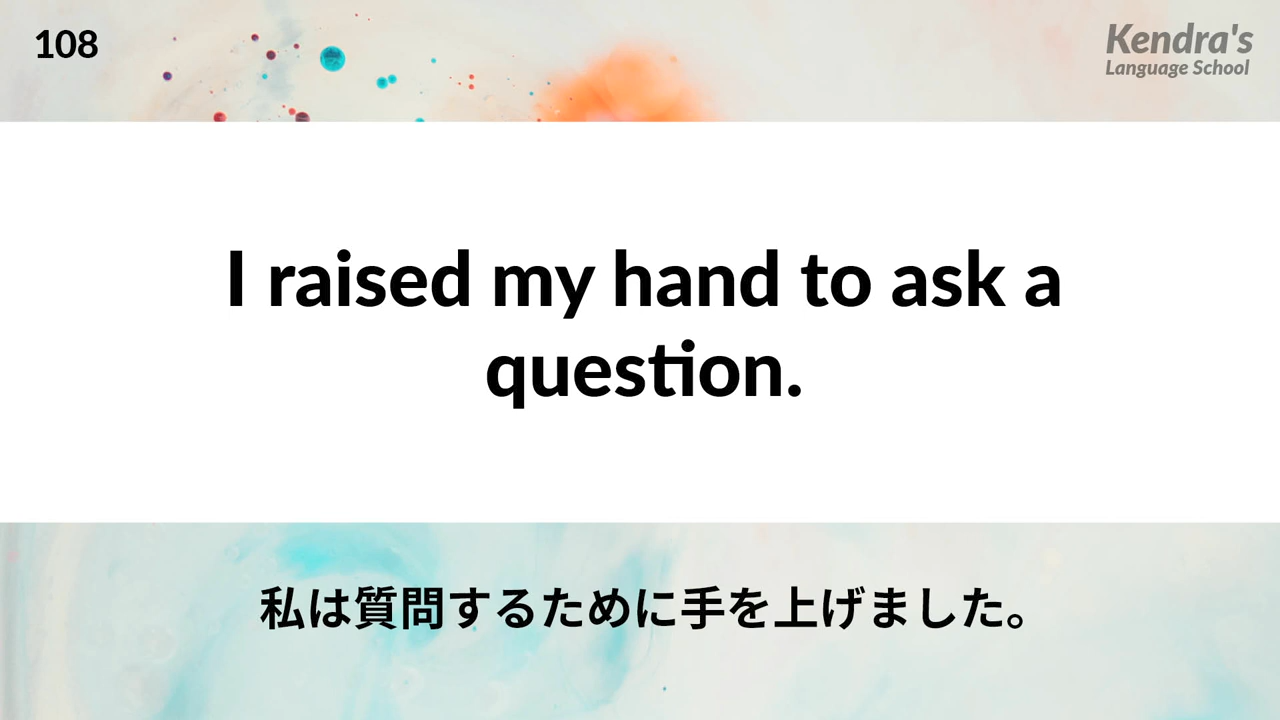 108
Kendra's
Language School
I raised my hand to ask a
question.
私は質問するために手を上げました。